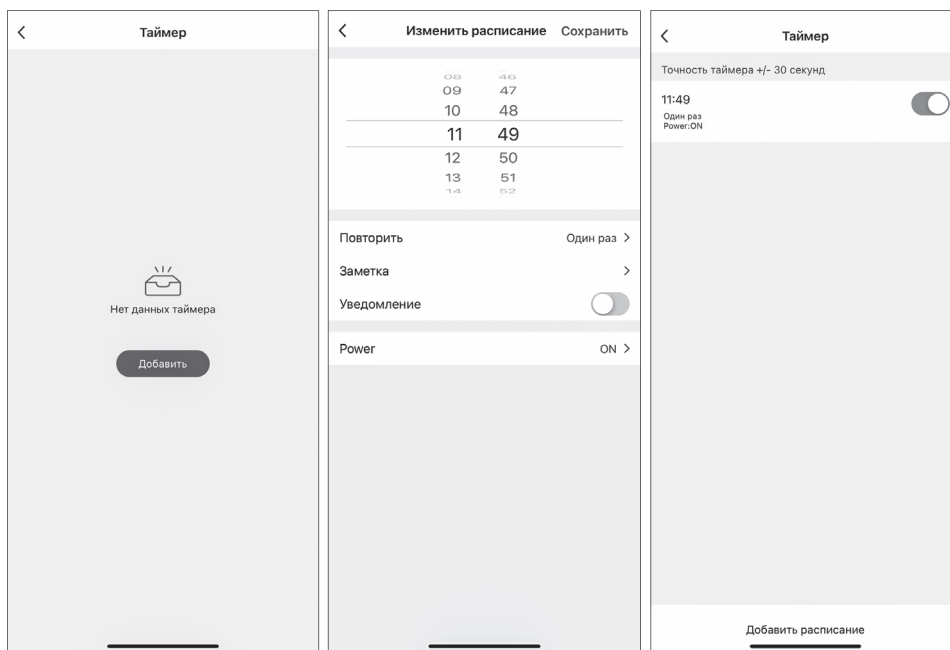 Таймер
Нет данных таймера
Добавить
Изменить расписание Сохранить
08 46
09 47
10 48
11 49
12 50
13 51
14 52
Повторить Один раз
Заметка
Уведомление
Power ON
Таймер
Точность таймера +/- 30 секунд
11:49
Один раз
Power:ON
Добавить расписание